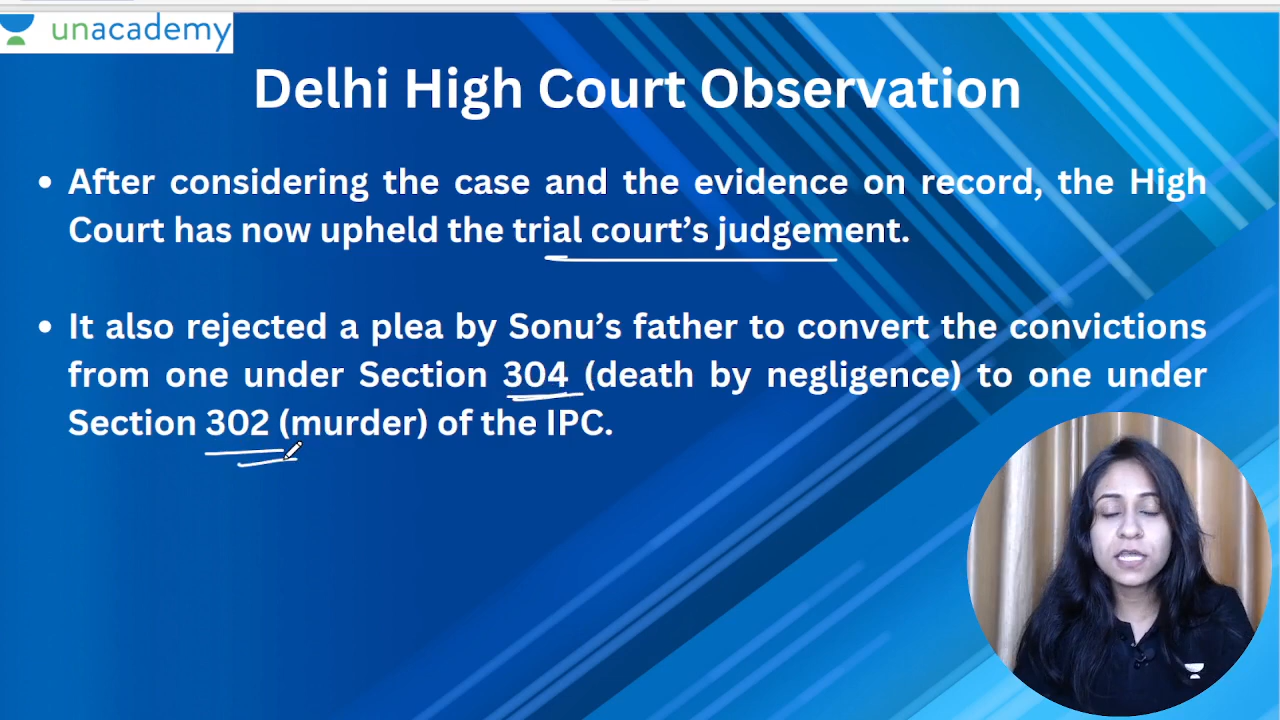 unacademy
Delhi High Court Observation
• After considering the case and the evidence on record, the High
Court has now upheld the trial court’s judgement.
• It also rejected a plea by Sonu’s father to convert the convictions
from one under Section 304 (death by negligence) to one under
Section 302 (murder) of the IPC.